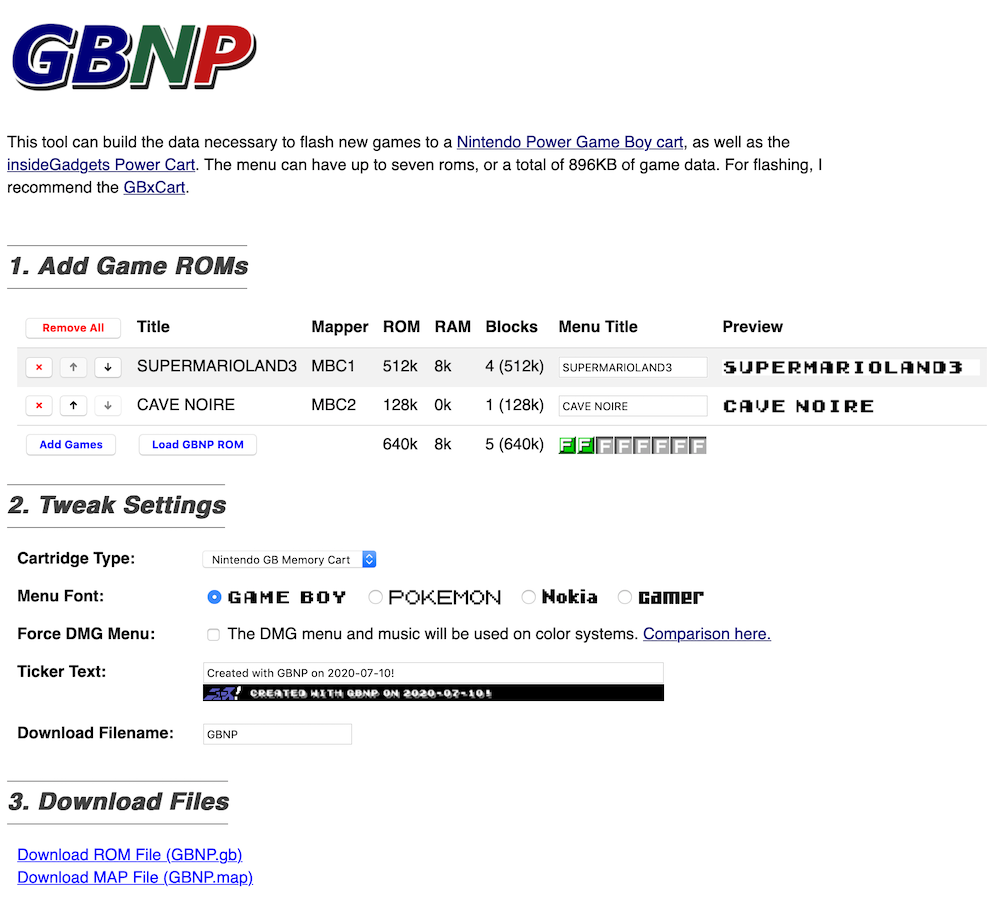 GBNP
This tool can build the data necessary to flash new games to a Nintendo Power Game Boy cart, as well as the
insideGadgets Power Cart. The menu can have up to seven roms, or a total of 896KB of game data. For flashing, I
recommend the GBxCart.
1. Add Game ROMs
Remove All Title Mapper ROM RAM Blocks Menu Title Preview
× ↑ ↓ SUPERMARIOLAND3 MBC1 512k 8k 4 (512k) SUPERMARIOLAND3 SUPERMARIOLAND3
× ↑ ↓ CAVE NOIRE MBC2 128k 0k 1 (128k) CAVE NOIRE CAVE NOIRE
Add Games Load GBNP ROM 640k 8k 5 (640k) F F F F F F F F
2. Tweak Settings
Cartridge Type: Nintendo GB Memory Cart
Menu Font: GAME BOY POKEMON Nokia Gamer
Force DMG Menu: The DMG menu and music will be used on color systems. Comparison here.
Ticker Text: Created with GBNP on 2020-07-10!
CREATED WITH GBNP ON 2020-07-10!
Download Filename: GBNP
3. Download Files
Download ROM File (GBNP.gb)
Download MAP File (GBNP.map)